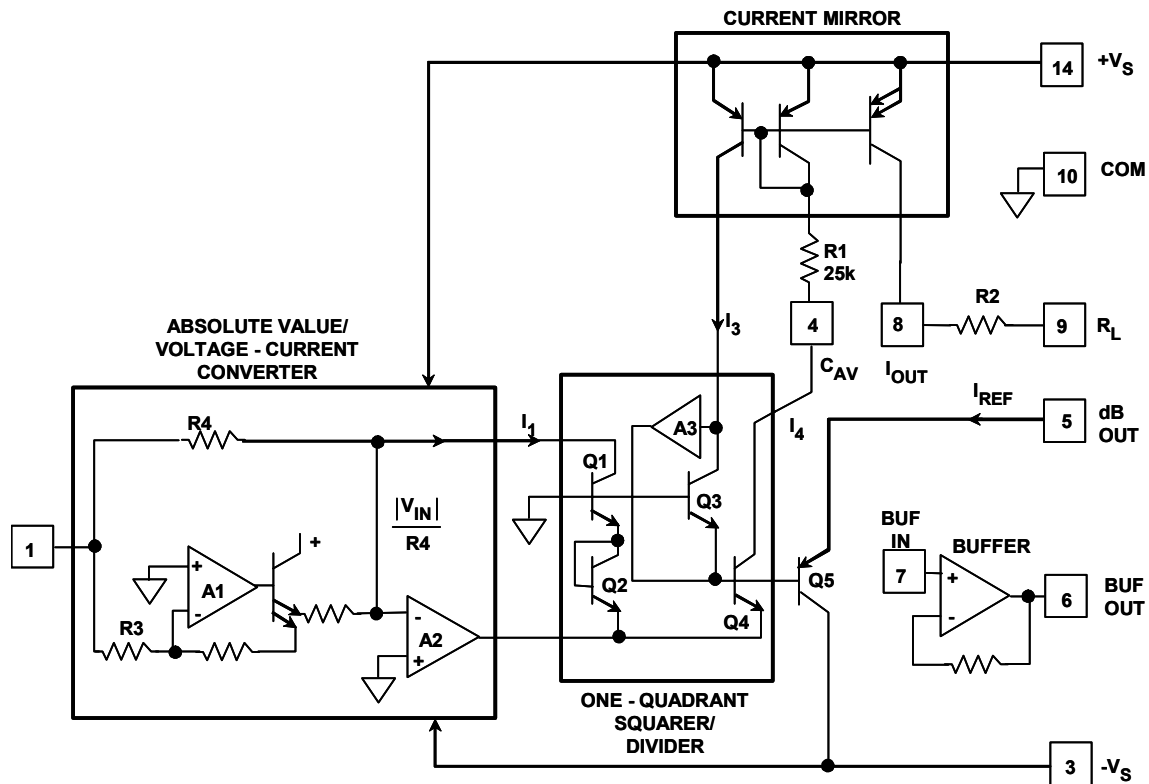 CURRENT MIRROR
14
+VS
10
COM
R1
25k
I3
4
CAV
8
IOUT
R2
9
RL
ABSOLUTE VALUE/
VOLTAGE - CURRENT
CONVERTER
R4
I1
A3
I4
IREF
5
dB
OUT
Q1
Q3
|VIN|
R4
1
+
+
A1
-
R3
-
A2
+
Q2
Q4
Q5
BUF
IN
7
BUFFER
+
-
6
BUF
OUT
ONE - QUADRANT
SQUARER/
DIVIDER
3
-VS